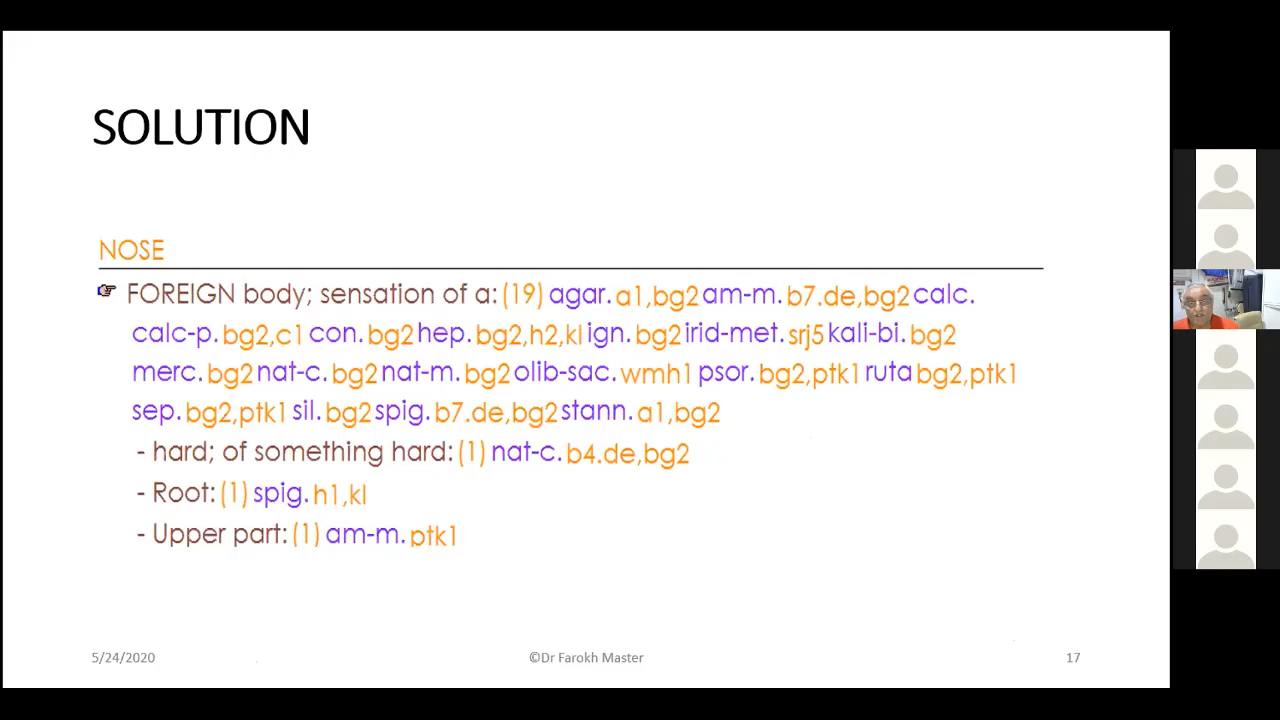 SOLUTION
NOSE
FOREIGN body; sensation of a: (19) agar. a1,bg2 am-m. b7.de,bg2 calc.
calc-p. bg2,c1 con. bg2 hep. bg2,h2,kl ign. bg2 irid-met. srj5 kali-bi. bg2
merc. bg2 nat-c. bg2 nat-m. bg2 olib-sac. wmh1 psor. bg2,ptk1 ruta bg2,ptk1
sep. bg2,ptk1 sil. bg2 spig. b7.de,bg2 stann. a1,bg2
- hard; of something hard: (1) nat-c. b4.de,bg2
- Root: (1) spig. h1,kl
- Upper part: (1) am-m. ptk1
5/24/2020 ©Dr Farokh Master 17